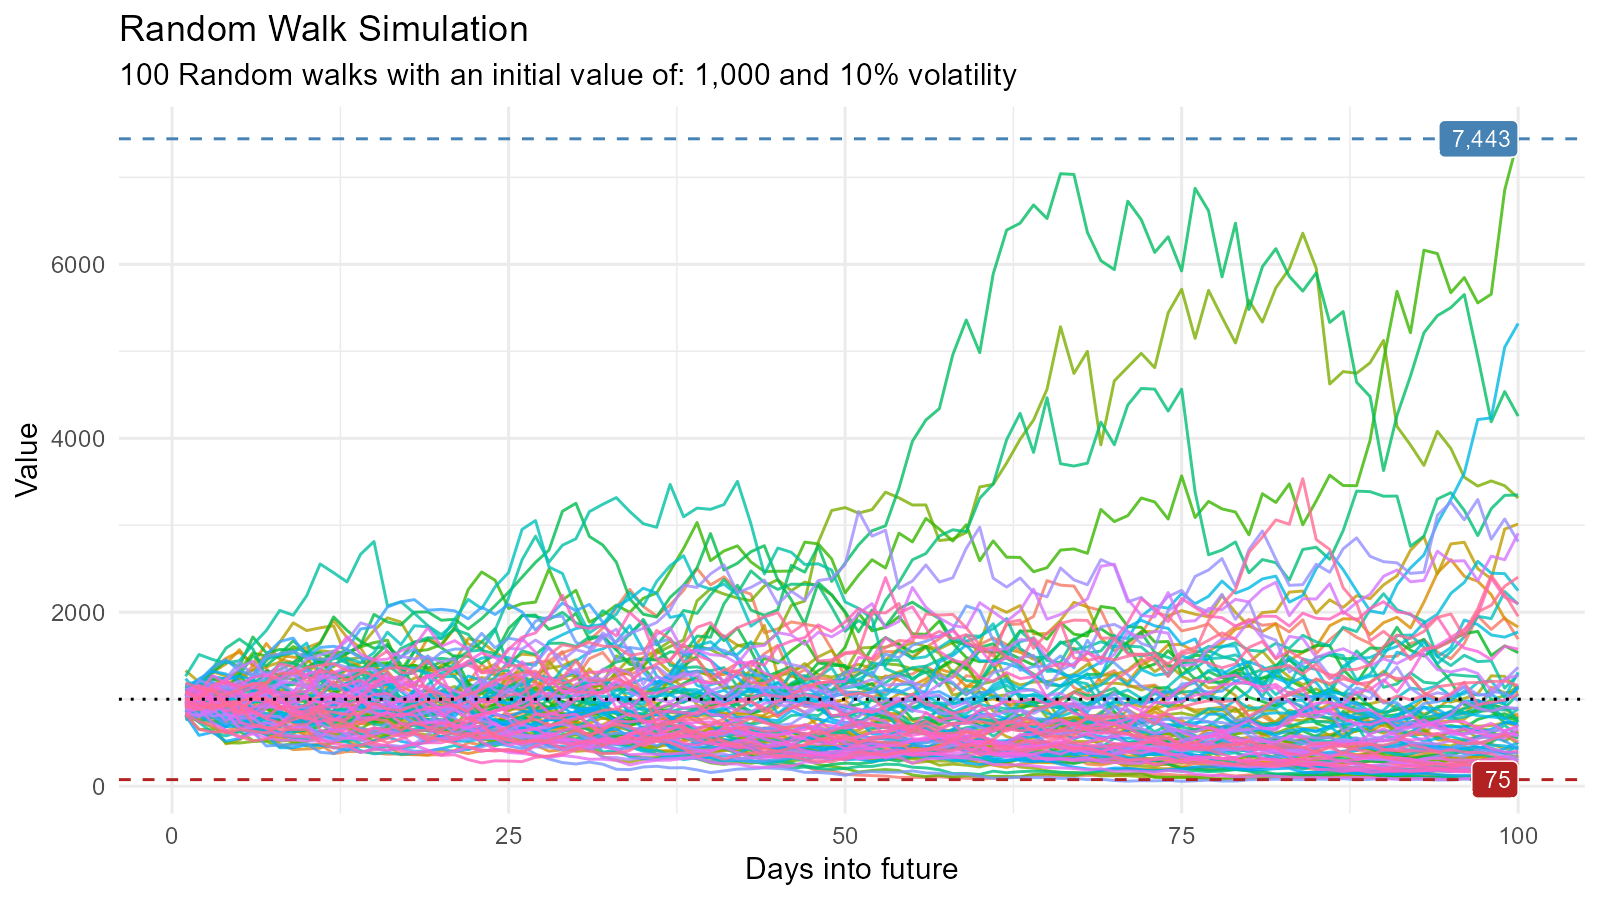 Random Walk Simulation
100 Random walks with an initial value of: 1,000 and 10% volatility
7,443
6000
4000
2000
0
75
Value
0 25 50 75 100
Days into future